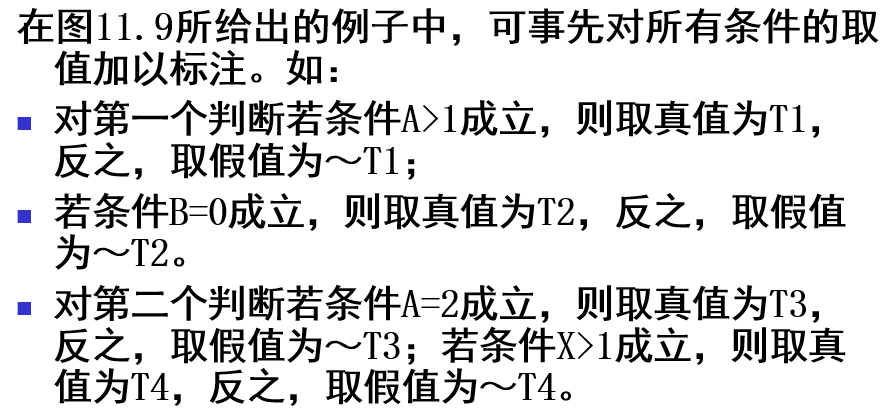 在图11.9所给出的例子中，可事先对所有条件的取
值加以标注。如：
对第一个判断若条件A>1成立，则取真值为T1，
反之，取假值为～T1；
若条件B=0成立，则取真值为T2，反之，取假值
为～T2。
对第二个判断若条件A=2成立，则取真值为T3，
反之，取假值为～T3；若条件X>1成立，则取真
值为T4，反之，取假值为～T4。